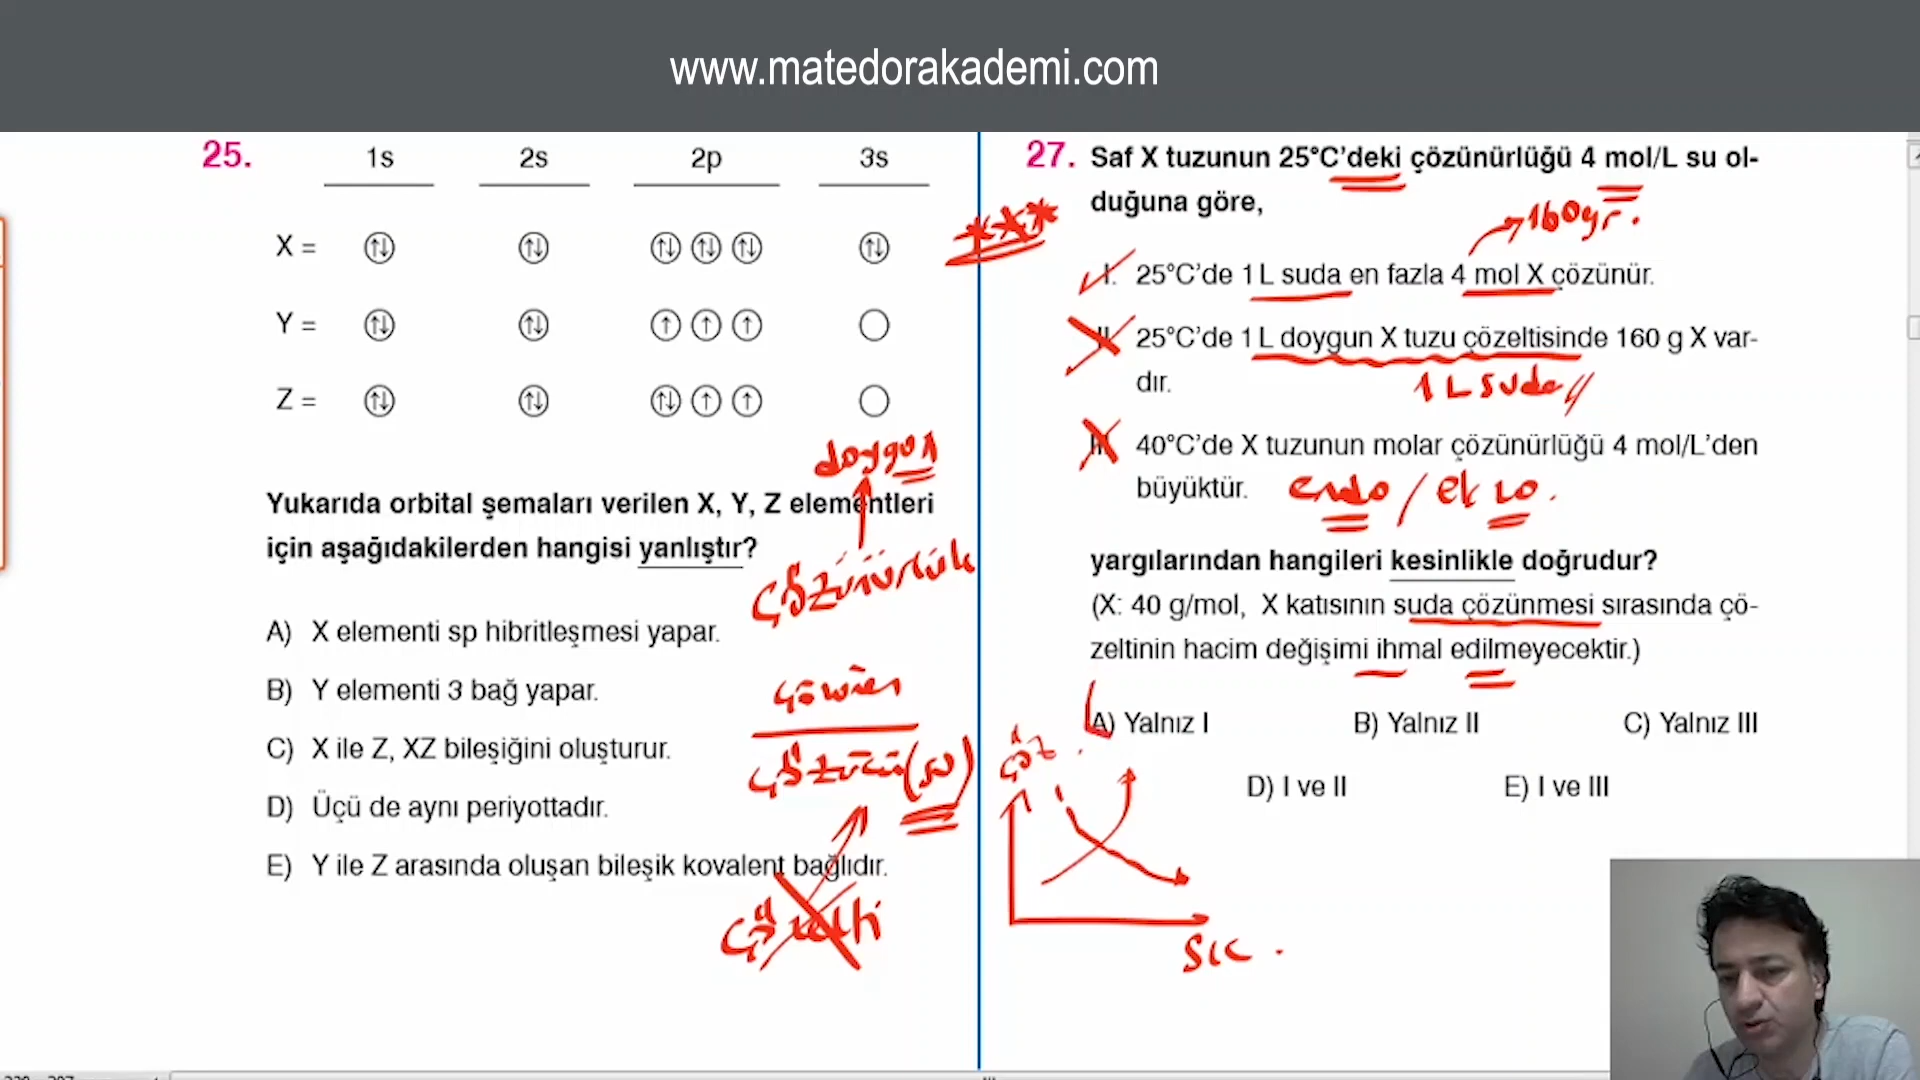 www.matedorakademi.com
25.
1s 2s 2p 3s
X =
Y =
Z =
doygun
Yukarıda orbital şemaları verilen X, Y, Z elementleri
için aşağıdakilerden hangisi yanlıştır?
çözünürlük
A) X elementi sp hibritleşmesi yapar.
B) Y elementi 3 bağ yapar.
C) X ile Z, XZ bileşiğini oluşturur.
D) Üçü de aynı periyottadır.
E) Y ile Z arasında oluşan bileşik kovalent bağlıdır.
çözücü (su)
27. Saf X tuzunun 25°C'deki çözünürlüğü 4 mol/L su ol-
duğuna göre,
160gr.
I. 25°C'de 1 L suda en fazla 4 mol X çözünür.
II. 25°C'de 1 L doygun X tuzu çözeltisinde 160 g X var-
dır.
1 L suda
III. 40°C'de X tuzunun molar çözünürlüğü 4 mol/L'den
büyüktür.
endo / ekzo.
yargılarından hangileri kesinlikle doğrudur?
(X: 40 g/mol, X katısının suda çözünmesi sırasında çö-
zeltinin hacim değişimi ihmal edilmeyecektir.)
A) Yalnız I B) Yalnız II C) Yalnız III
D) I ve II E) I ve III
çöz.
sıc.